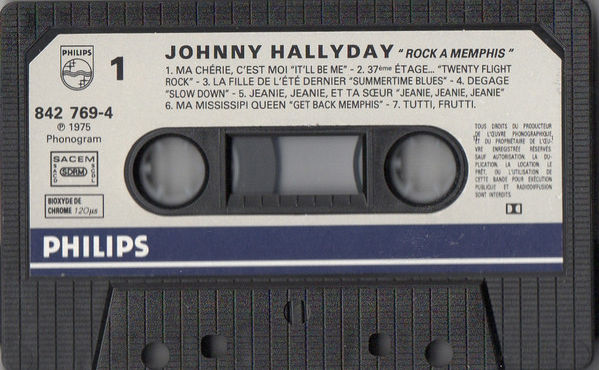 PHILIPS
1
JOHNNY HALLYDAY "ROCK A MEMPHIS"
1. MA CHÉRIE, C'EST MOI "IT'LL BE ME" - 2. 37ème ÉTAGE... "TWENTY FLIGHT
ROCK" - 3. LA FILLE DE L'ÉTÉ DERNIER "SUMMERTIME BLUES" - 4. DEGAGE
"SLOW DOWN" - 5. JEANIE, JEANIE, ET TA SŒUR "JEANIE, JEANIE, JEANIE"
6. MA MISSISSIPI QUEEN "GET BACK MEMPHIS" - 7. TUTTI, FRUTTI.
842 769-4
℗ 1975
Phonogram
SACEM
SACD SDRM SGDL
BIOXYDE DE
CHROME 120µs
TOUS DROITS DU PRODUCTEUR
DE L'ŒUVRE PHONOGRAPHIQUE
ET DU PROPRIÉTAIRE DE L'ŒU-
VRE ENREGISTRÉE RÉSERVÉS
SAUF AUTORISATION, LA DU-
PLICATION, LA LOCATION, LE
PRÊT, OU L'UTILISATION DE
CETTE BANDE POUR EXÉCUTION
PUBLIQUE ET RADIODIFFUSION
SONT INTERDITS
PHILIPS